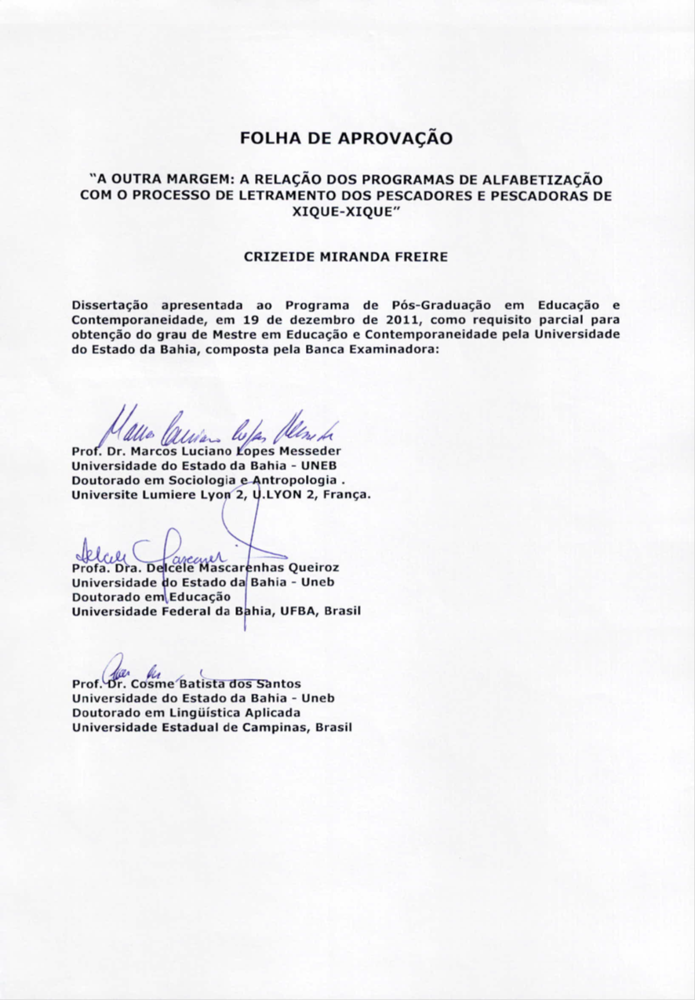 FOLHA DE APROVAÇÃO
"A OUTRA MARGEM: A RELAÇÃO DOS PROGRAMAS DE ALFABETIZAÇÃO
COM O PROCESSO DE LETRAMENTO DOS PESCADORES E PESCADORAS DE
XIQUE-XIQUE"
CRIZEIDE MIRANDA FREIRE
Dissertação apresentada ao Programa de Pós-Graduação em Educação e
Contemporaneidade, em 19 de dezembro de 2011, como requisito parcial para
obtenção do grau de Mestre em Educação e Contemporaneidade pela Universidade
do Estado da Bahia, composta pela Banca Examinadora:
Prof. Dr. Marcos Luciano Lopes Messeder
Universidade do Estado da Bahia - UNEB
Doutorado em Sociologia e Antropologia .
Universite Lumiere Lyon 2, U.LYON 2, França.
Delcele
Profa. Dra. Delcele Mascarenhas Queiroz
Universidade do Estado da Bahia - Uneb
Doutorado em Educação
Universidade Federal da Bahia, UFBA, Brasil
Prof. Dr. Cosme Batista dos Santos
Universidade do Estado da Bahia - Uneb
Doutorado em Lingüística Aplicada
Universidade Estadual de Campinas, Brasil